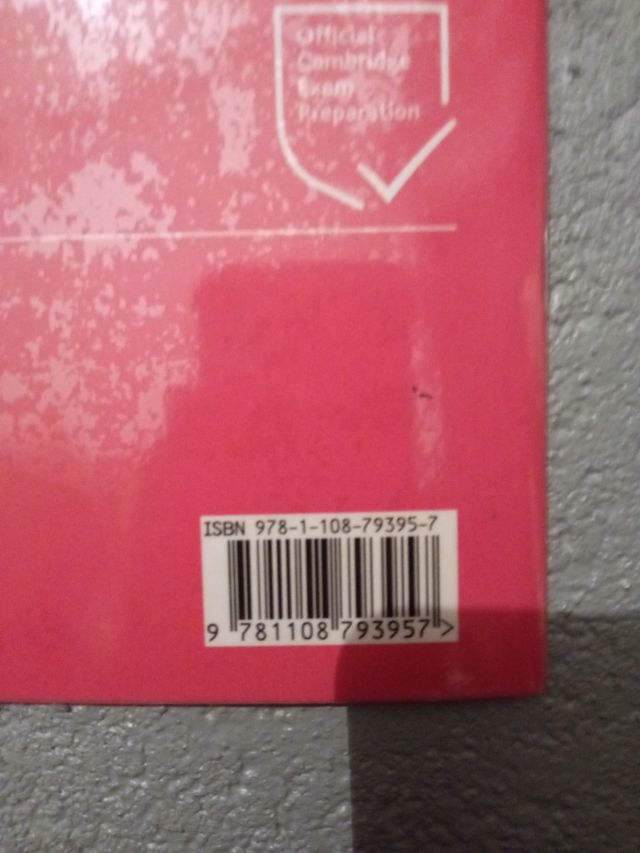 Official
Cambridge
Exam
Preparation
ISBN 978-1-108-79395-7
9 781108 793957 >